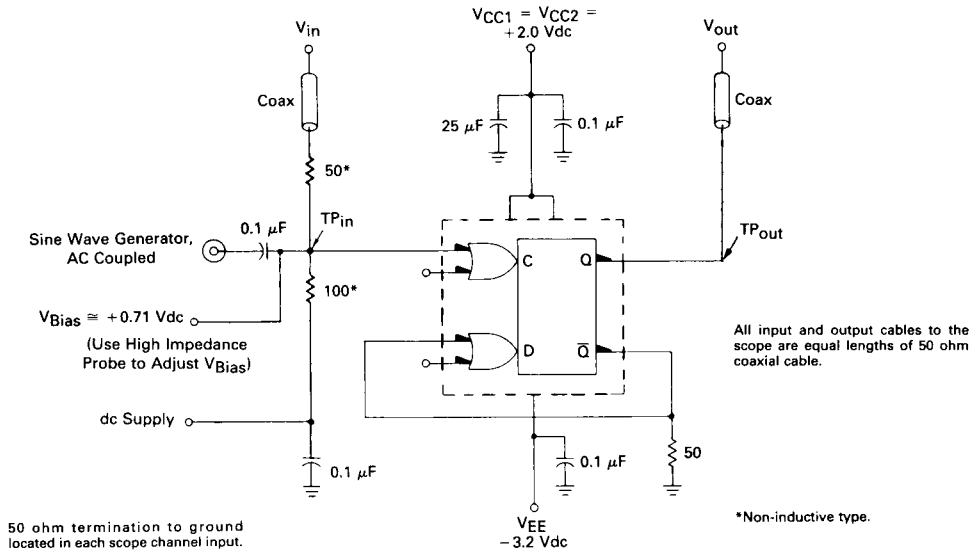 Vin
VCC1 = VCC2 =
+2.0 Vdc
Vout
Coax
Coax
25 µF
0.1 µF
50*
TPin
0.1 µF
Sine Wave Generator,
AC Coupled
TPout
C
Q
100*
VBias ≅ +0.71 Vdc
(Use High Impedance
Probe to Adjust VBias)
All input and output cables to the
scope are equal lengths of 50 ohm
coaxial cable.
D
Q̅
dc Supply
0.1 µF
0.1 µF
50
VEE
−3.2 Vdc
50 ohm termination to ground
located in each scope channel input.
*Non-inductive type.